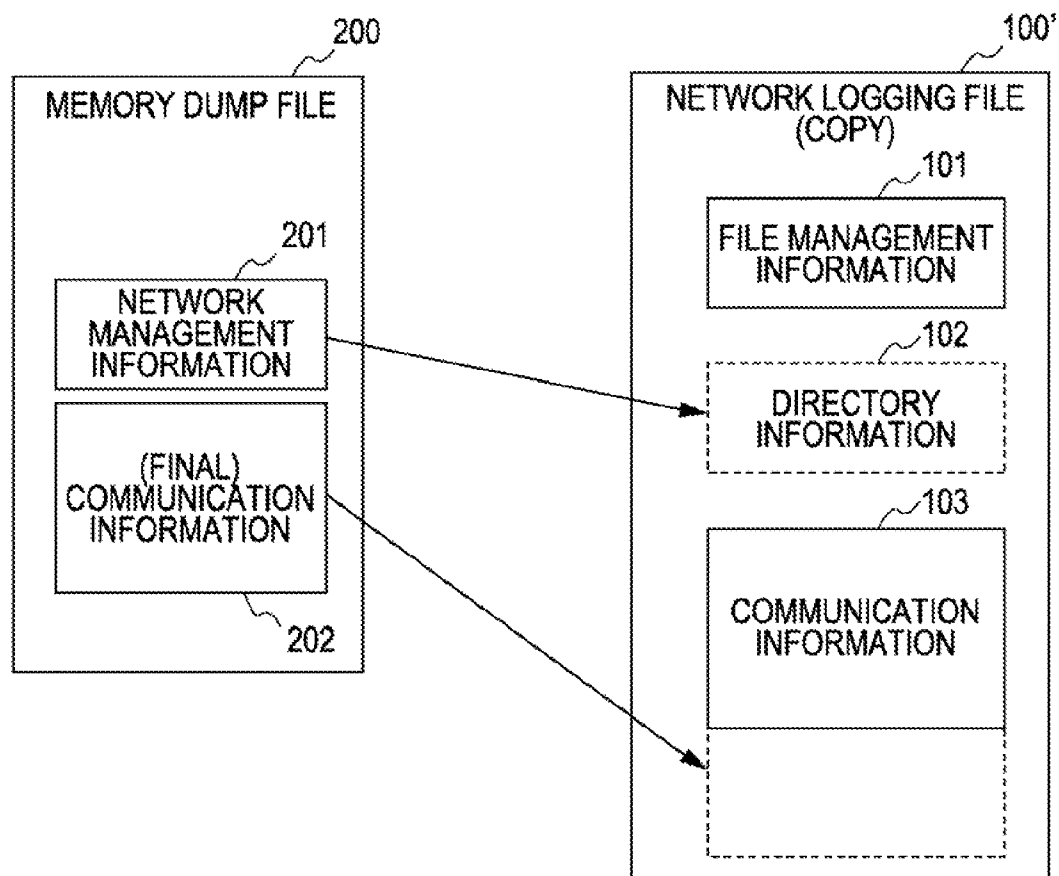 200
MEMORY DUMP FILE
201
NETWORK
MANAGEMENT
INFORMATION
(FINAL)
COMMUNICATION
INFORMATION
202
100'
NETWORK LOGGING FILE
(COPY)
101
FILE MANAGEMENT
INFORMATION
102
DIRECTORY
INFORMATION
103
COMMUNICATION
INFORMATION